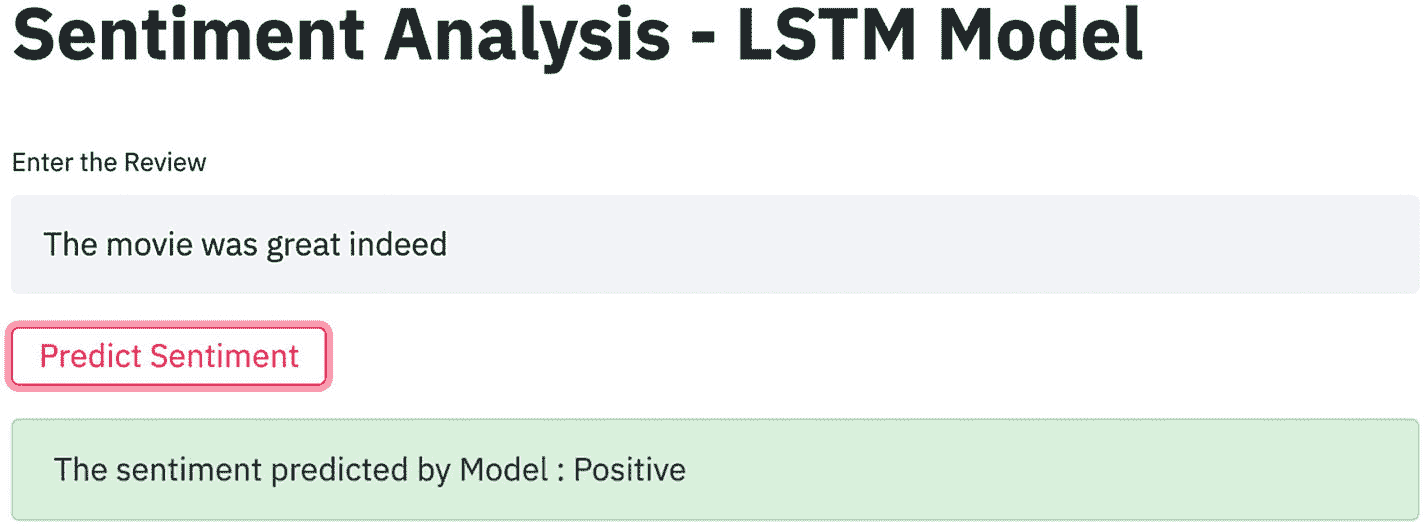 Sentiment Analysis - LSTM Model
Enter the Review
The movie was great indeed
Predict Sentiment
The sentiment predicted by Model : Positive